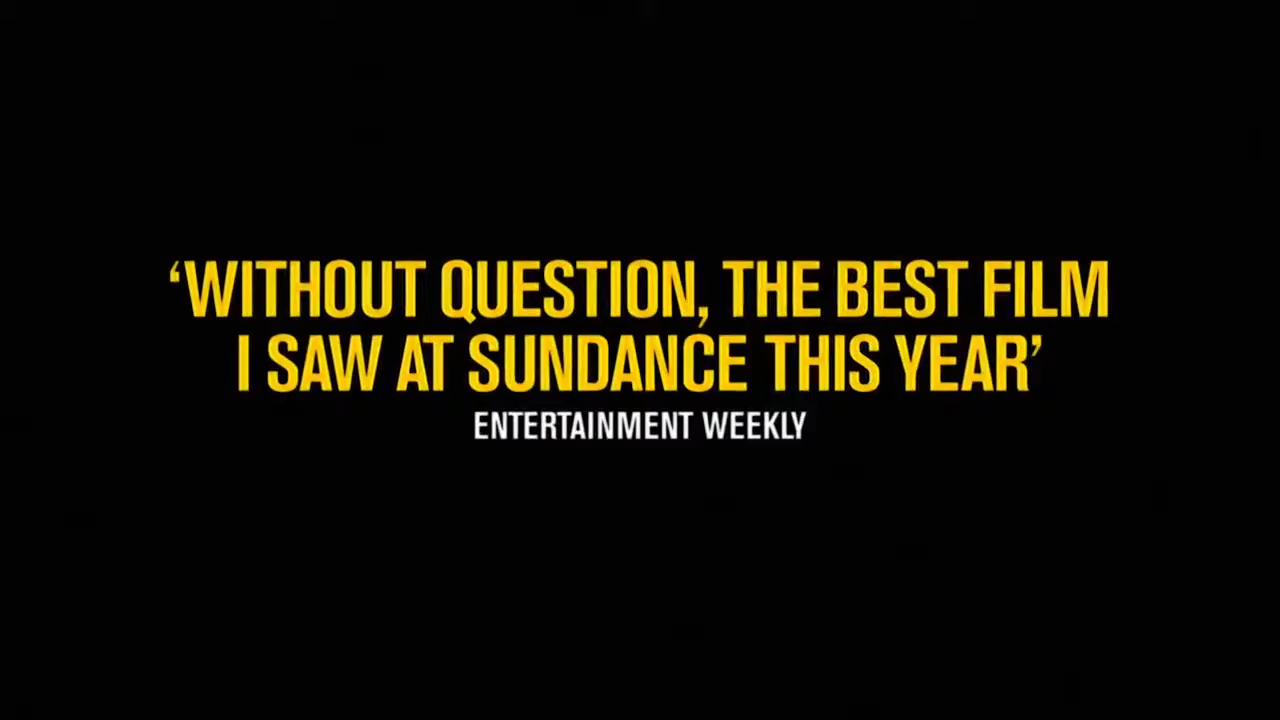 ‘WITHOUT QUESTION, THE BEST FILM
I SAW AT SUNDANCE THIS YEAR’
ENTERTAINMENT WEEKLY